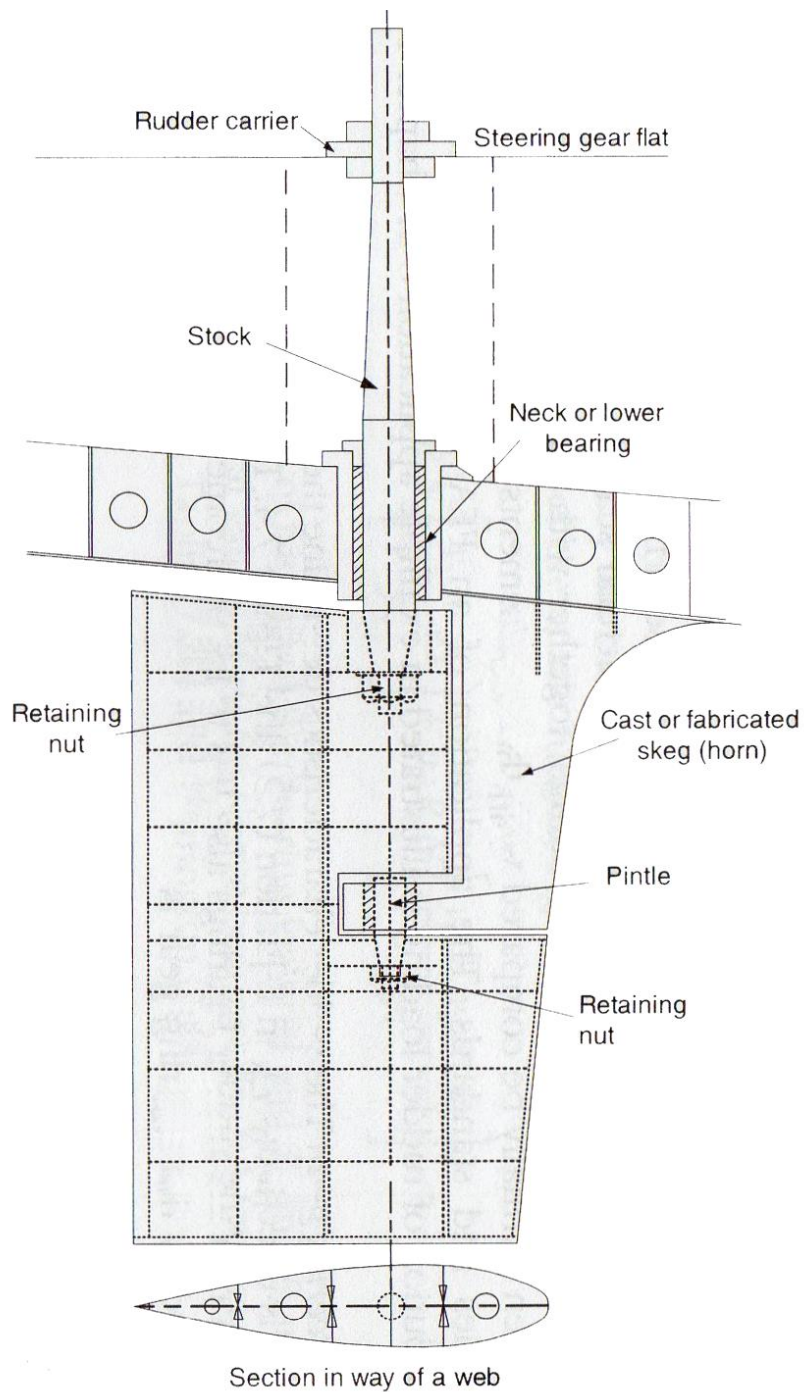 Rudder carrier
Steering gear flat
Stock
Neck or lower
bearing
Retaining
nut
Cast or fabricated
skeg (horn)
Pintle
Retaining
nut
Section in way of a web